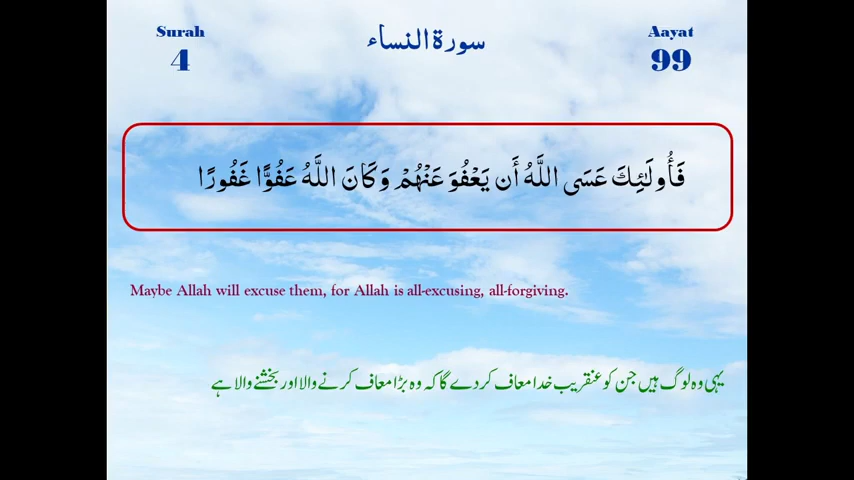 Surah
4
سورة النساء
Aayat
99
فَأُولَٰئِكَ عَسَى اللَّهُ أَن يَعْفُوَ عَنْهُمْ وَكَانَ اللَّهُ عَفُوًّا غَفُورًا
Maybe Allah will excuse them, for Allah is all-excusing, all-forgiving.
یہی وہ لوگ ہیں جن کو عنقریب خدا معاف کر دے گا کہ وہ بڑا معاف کرنے والا اور بخشنے والا ہے